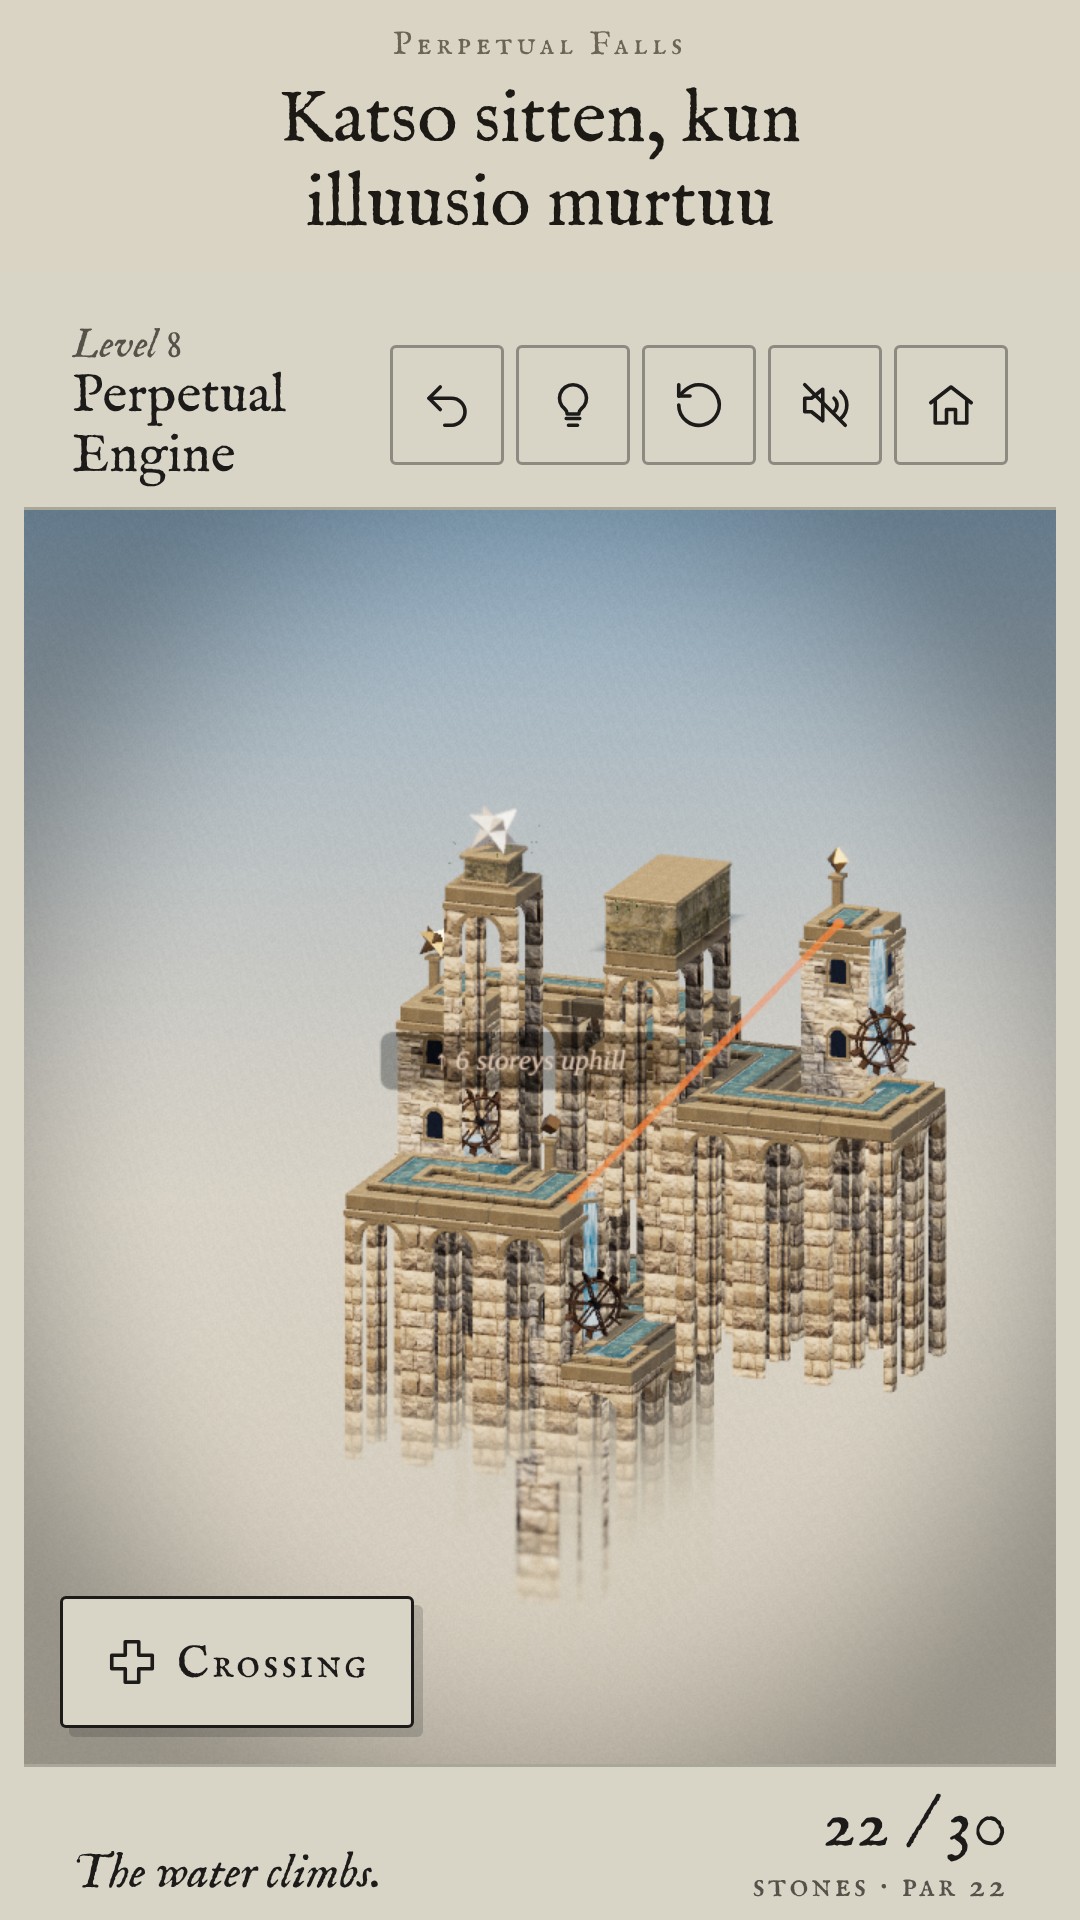 Perpetual Falls
Katso sitten, kun
illuusio murtuu
Level 8
Perpetual
Engine
↑ 6 storeys uphill
Crossing
The water climbs.
22 / 30
stones · par 22